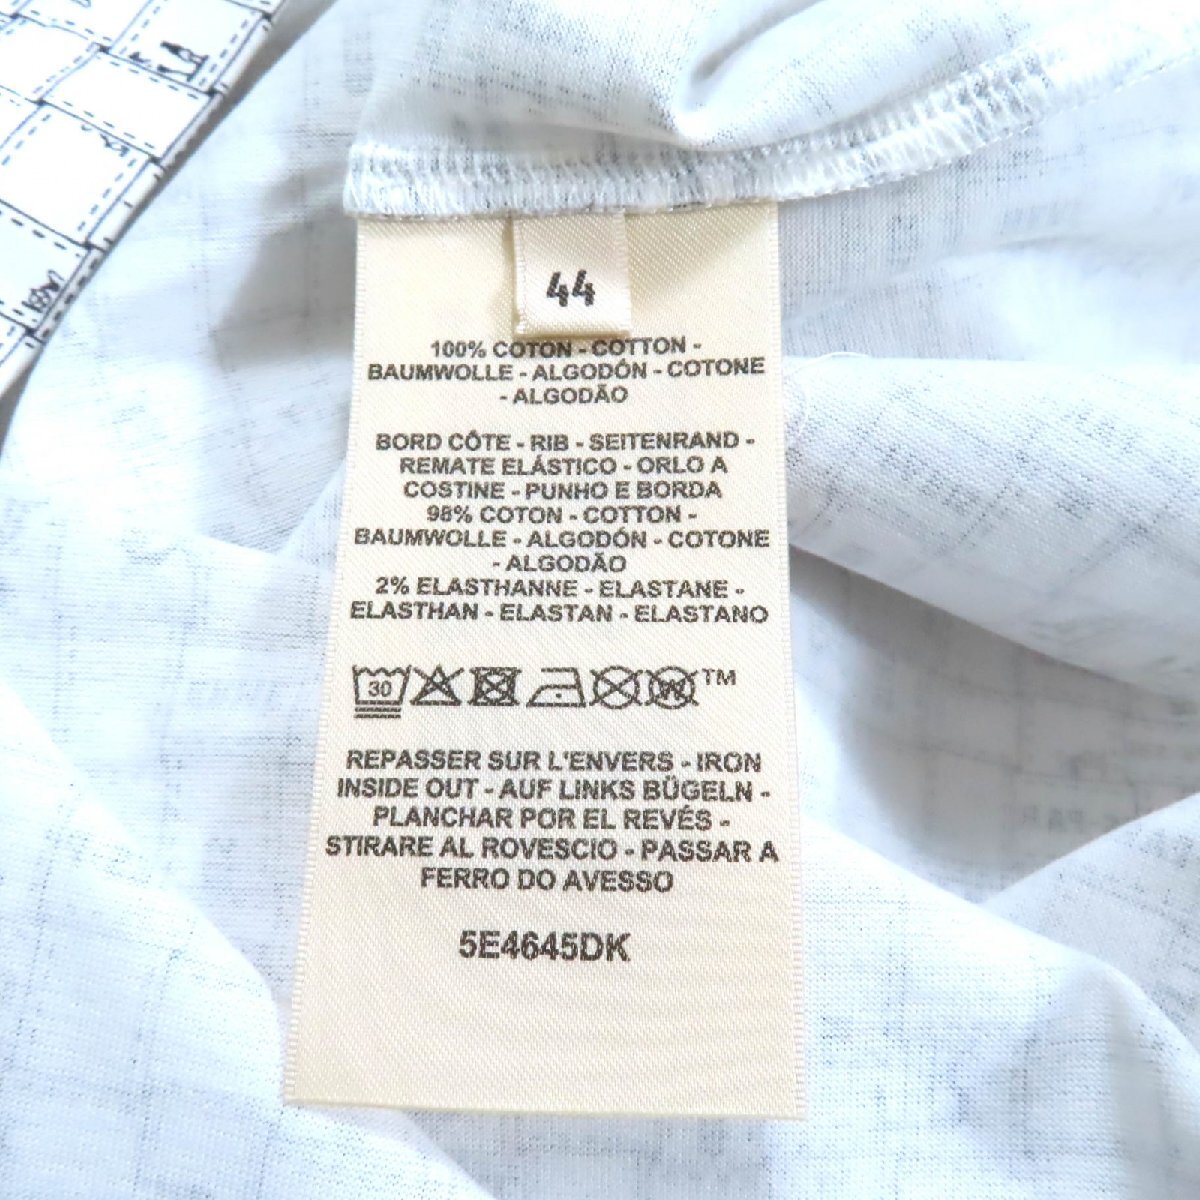 44
100% COTON - COTTON -
BAUMWOLLE - ALGODÓN - COTONE
- ALGODÃO
BORD CÔTE - RIB - SEITENRAND -
REMATE ELÁSTICO - ORLO A
COSTINE - PUNHO E BORDA
98% COTON - COTTON -
BAUMWOLLE - ALGODÓN - COTONE
- ALGODÃO
2% ELASTHANNE - ELASTANE -
ELASTHAN - ELASTAN - ELASTANO
30 W ™
REPASSER SUR L'ENVERS - IRON
INSIDE OUT - AUF LINKS BÜGELN -
PLANCHAR POR EL REVÉS -
STIRARE AL ROVESCIO - PASSAR A
FERRO DO AVESSO
5E4645DK